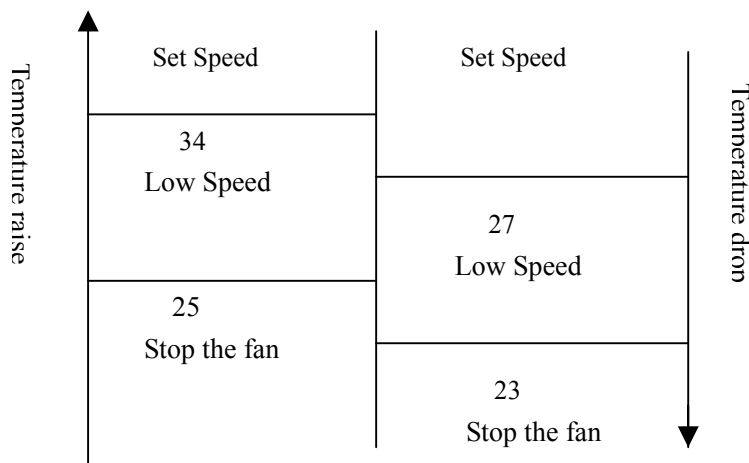 Temperature raise
Set Speed
34
Low Speed
25
Stop the fan
Set Speed
27
Low Speed
23
Stop the fan
Temperature drop